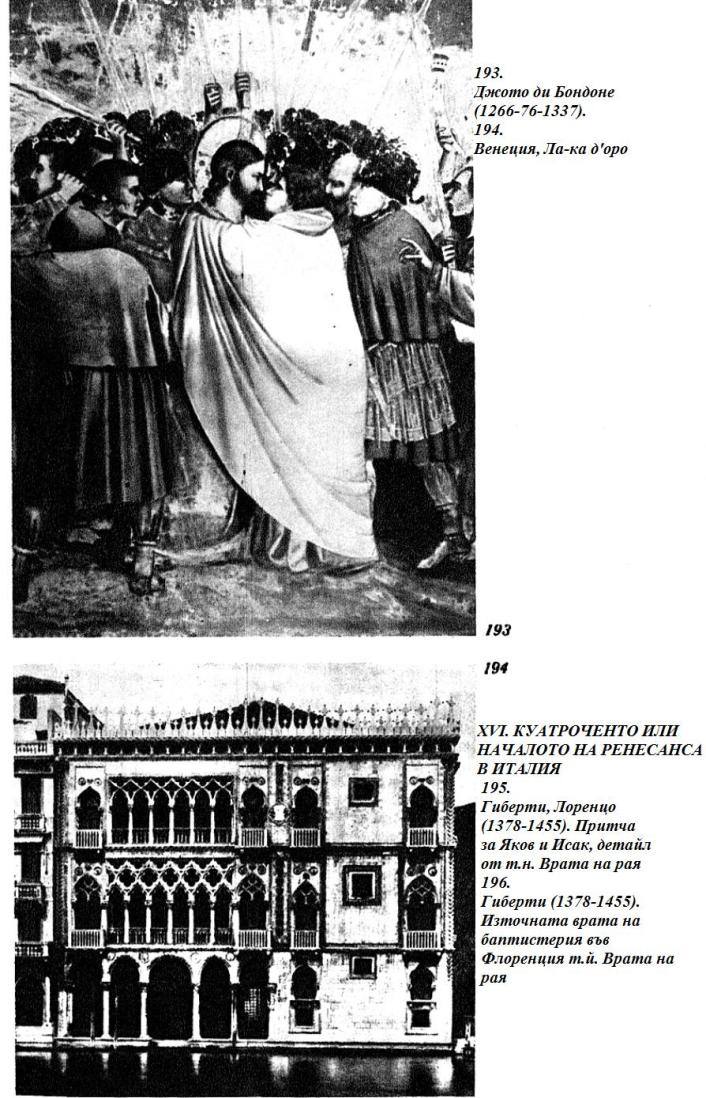 193.
Джото ди Бондоне
(1266-76-1337).
194.
Венеция, Ла-ка д'оро
193
194
XVI. КУАТРОЧЕНТО ИЛИ
НАЧАЛОТО НА РЕНЕСАНСА
В ИТАЛИЯ
195.
Гиберти, Лоренцо
(1378-1455). Притча
за Яков и Исак, детайл
от т.н. Врата на рая
196.
Гиберти (1378-1455).
Източната врата на
баптистерия във
Флоренция т.й. Врата на
рая